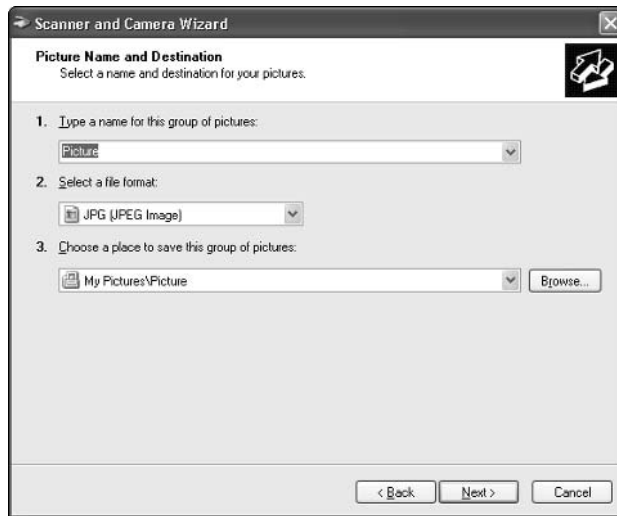 Scanner and Camera Wizard
Picture Name and Destination
Select a name and destination for your pictures.
1. Type a name for this group of pictures:
Picture
2. Select a file format:
JPG (JPEG Image)
3. Choose a place to save this group of pictures:
My Pictures\Picture Browse...
< Back Next > Cancel